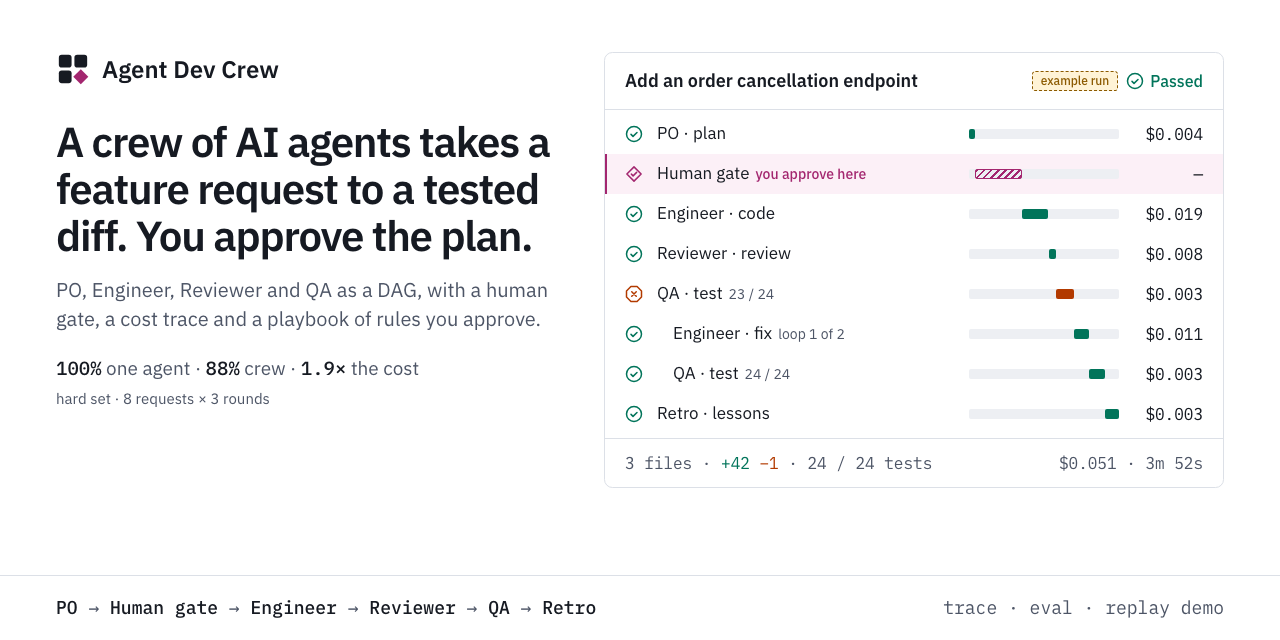 Agent Dev Crew
A crew of AI agents takes a
feature request to a tested
diff. You approve the plan.
PO, Engineer, Reviewer and QA as a DAG, with a human
gate, a cost trace and a playbook of rules you approve.
100% one agent · 88% crew · 1.9× the cost
hard set · 8 requests × 3 rounds
Add an order cancellation endpoint example run Passed
PO · plan $0.004
Human gate you approve here —
Engineer · code $0.019
Reviewer · review $0.008
QA · test 23 / 24 $0.003
Engineer · fix loop 1 of 2 $0.011
QA · test 24 / 24 $0.003
Retro · lessons $0.003
3 files · +42 −1 · 24 / 24 tests $0.051 · 3m 52s
PO → Human gate → Engineer → Reviewer → QA → Retro
trace · eval · replay demo